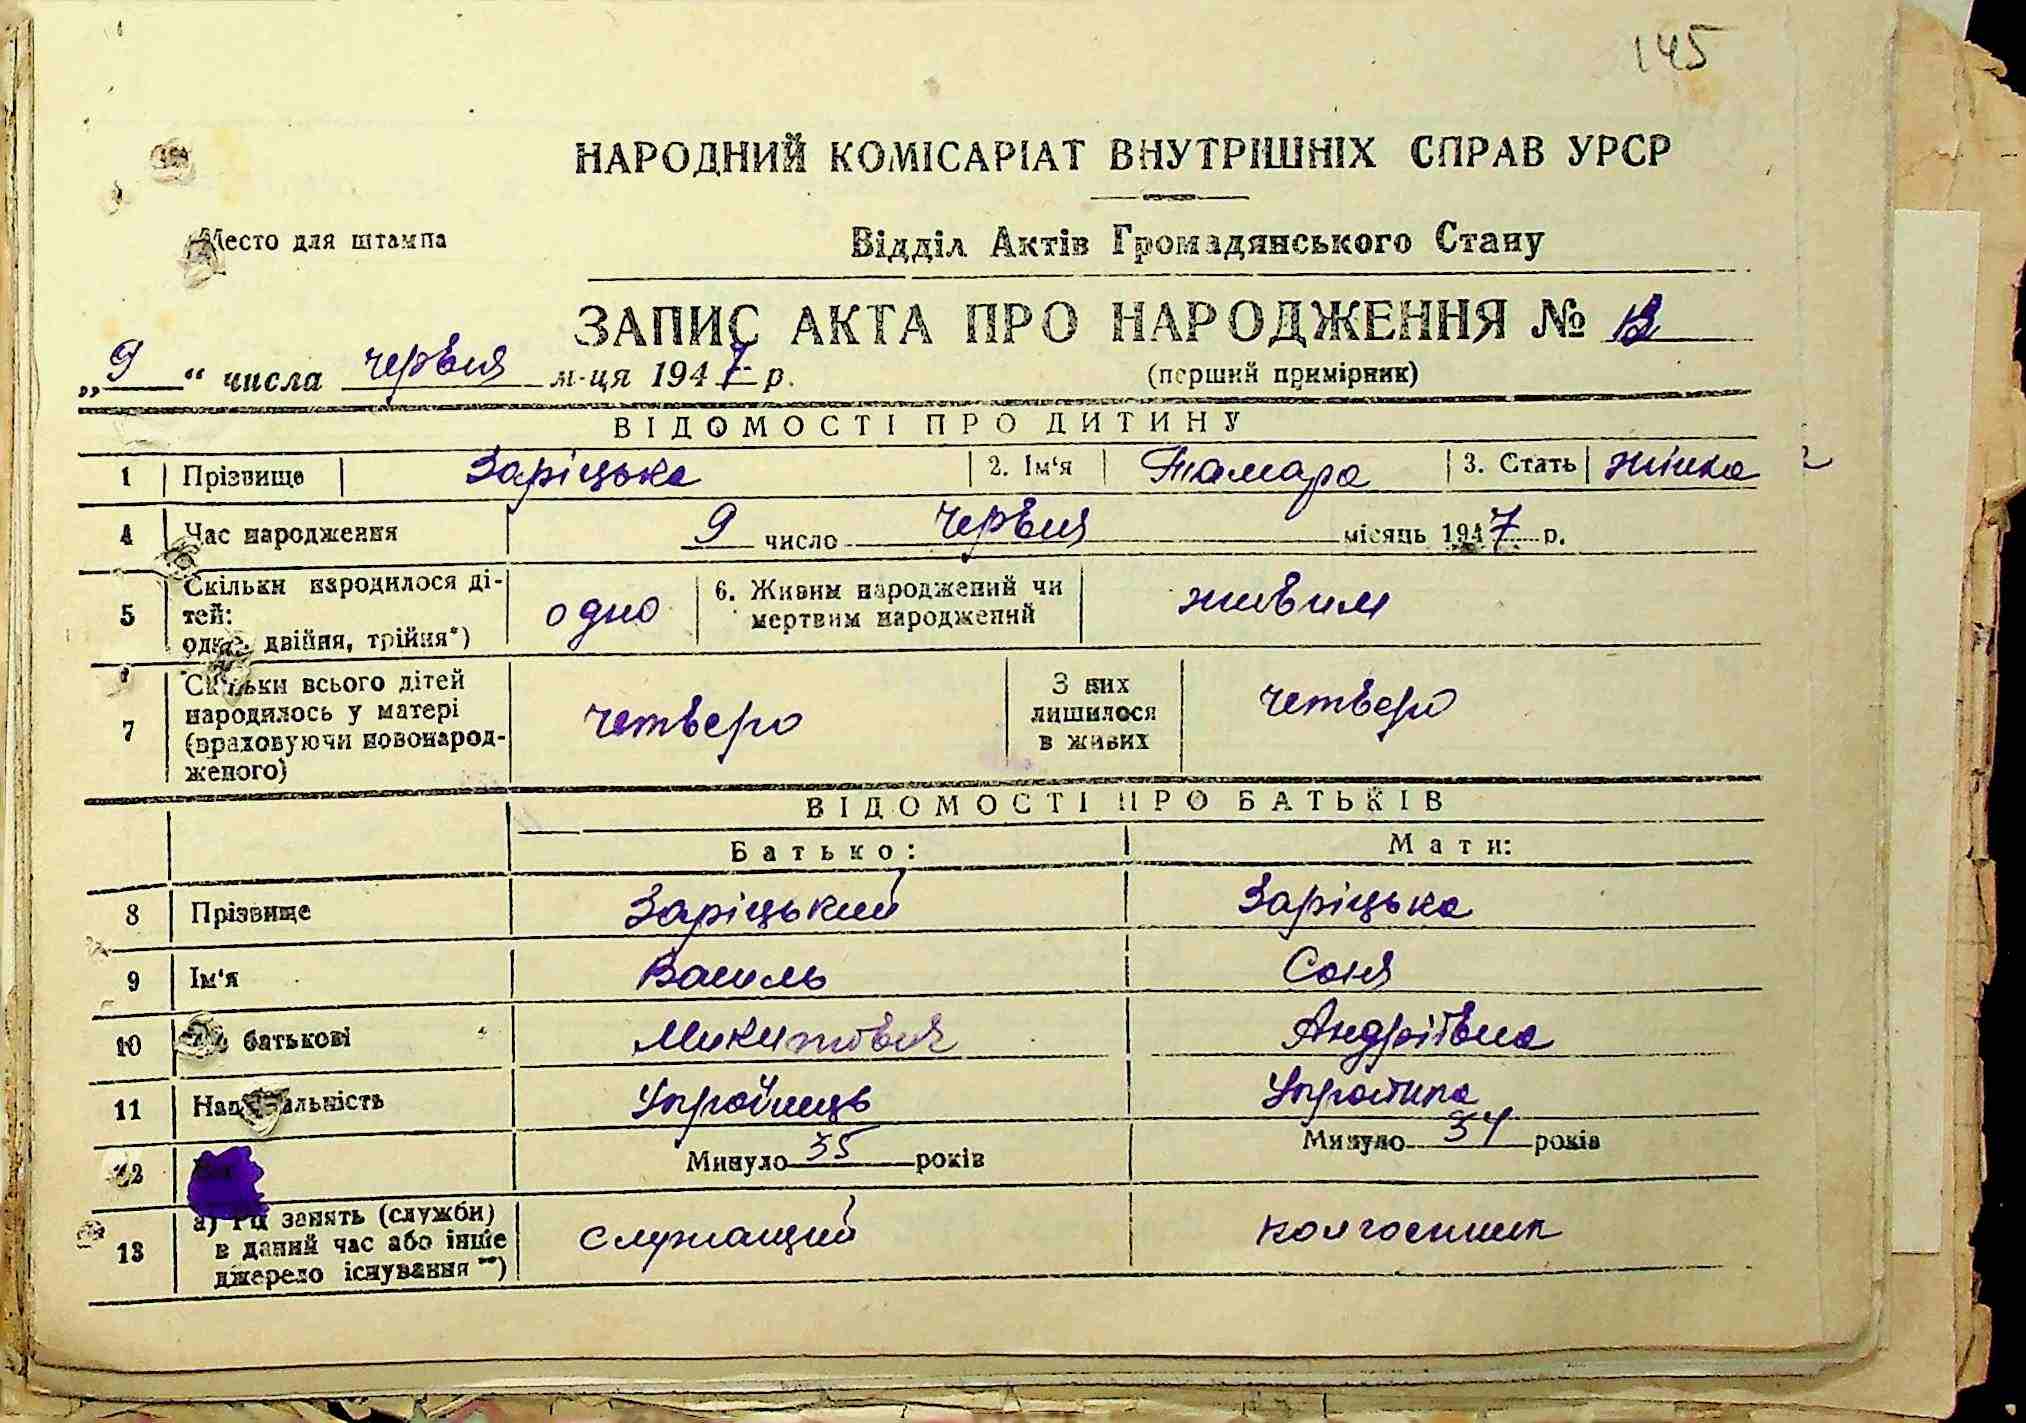 145
НАРОДНИЙ КОМІСАРІАТ ВНУТРІШНІХ СПРАВ УРСР
Место для штампа
Відділ Актів Громадянського Стану
ЗАПИС АКТА ПРО НАРОДЖЕННЯ №
„9“ числа червня м-ця 1947 р. (перший примірник)
ВІДОМОСТІ ПРО ДИТИНУ
1 Прізвище Заріцька 2. Ім'я Тамара 3. Стать жінка
4 Час народження 9 число червня місяць 1947 р.
5 Скільки народилося дітей: одне, двійня, трійня*) одно 6. Живим народжений чи мертвим народжений живим
7 Скільки всього дітей народилось у матері (враховуючи новонародженого) четверо З них лишилося в живих четверо
ВІДОМОСТІ ПРО БАТЬКІВ
Батько: Мати:
8 Прізвище Заріцький Заріцька
9 Ім'я Василь Соня
10 батькові Микитович Андріївна
11 Національність Українець Українка
12 Минуло 35 років Минуло 34 років
13 а) Рід занять (служби) в даний час або інше джерело існування **) служащий колгоспник